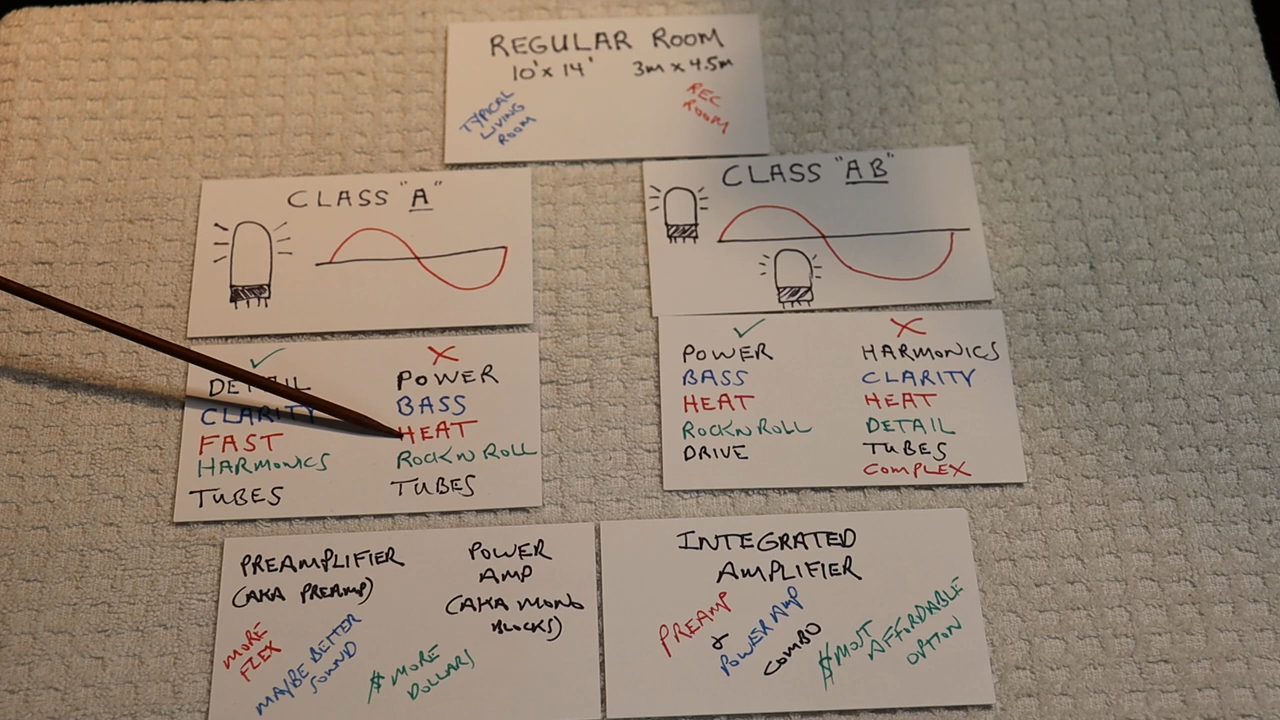 REGULAR ROOM
10'x 14' 3m x 4.5m
TYPICAL
LIVING
ROOM
REC
ROOM
CLASS "A"
CLASS "AB"
✓ ✗
DETAIL POWER
CLARITY BASS
FAST HEAT
HARMONICS ROCK N ROLL
TUBES TUBES
✓ ✗
POWER HARMONICS
BASS CLARITY
HEAT HEAT
ROCK N ROLL DETAIL
DRIVE TUBES
COMPLEX
PREAMPLIFIER
(AKA PREAMP)
POWER
AMP
(AKA MONO
BLOCKS)
MORE
FLEX
MAYBE BETTER
SOUND
$ MORE
DOLLARS
INTEGRATED
AMPLIFIER
PREAMP
&
POWER AMP
COMBO
$MOST
AFFORDABLE
OPTION